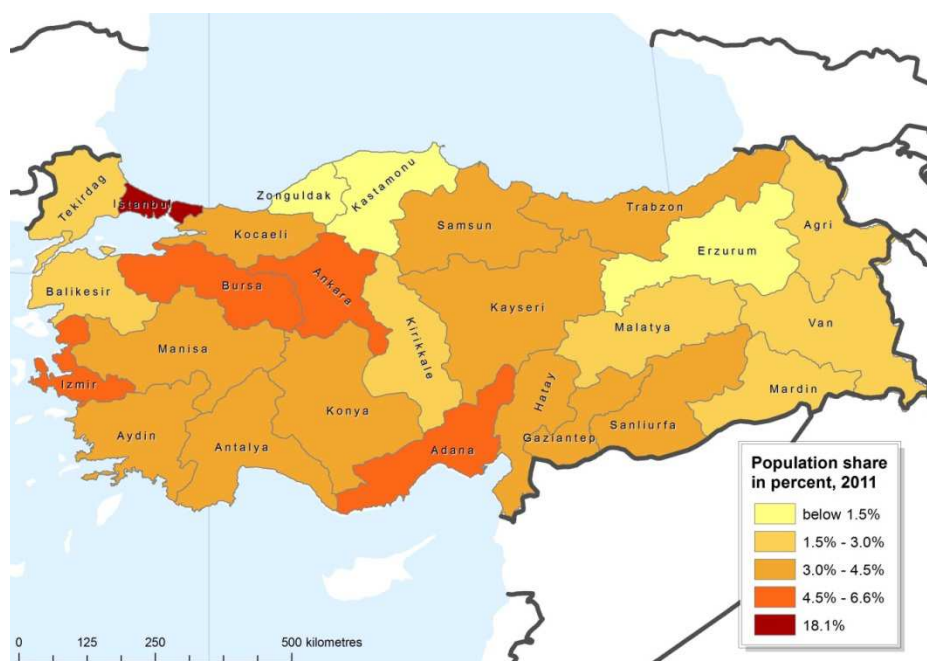 Tekirdag
Istanbul
Zonguldak
Kastamonu
Kocaeli
Samsun
Trabzon
Agri
Erzurum
Balikesir
Bursa
Ankara
Kayseri
Kirikkale
Malatya
Van
Manisa
Izmir
Konya
Hatay
Mardin
Aydin
Antalya
Adana
Gaziantep
Sanliurfa
Population share
in percent, 2011
below 1.5%
1.5% - 3.0%
3.0% - 4.5%
4.5% - 6.6%
18.1%
0 125 250 500 kilometres